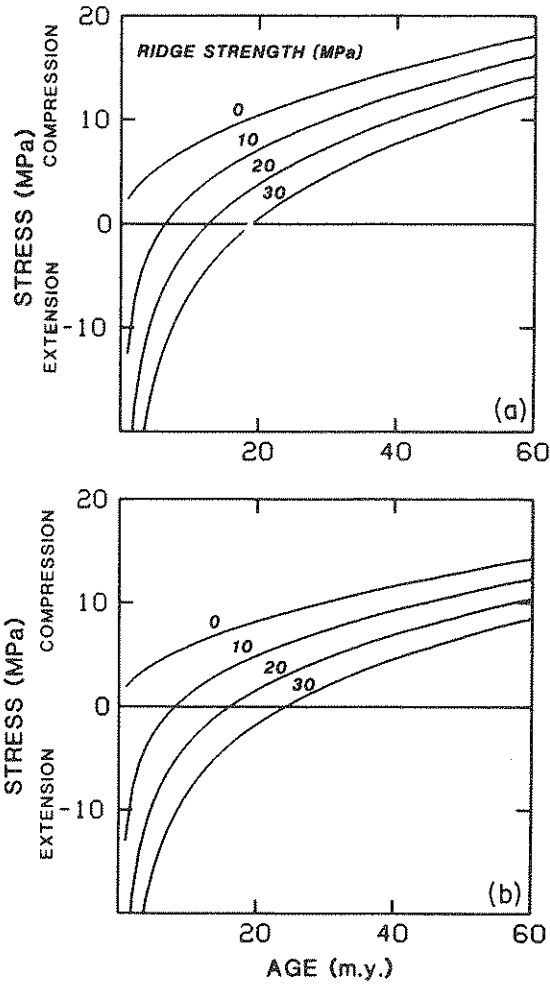 20
RIDGE STRENGTH (MPa)
COMPRESSION
10
0
10
20
30
STRESS (MPa)
0
EXTENSION
-10
(a)
20
40
60
20
COMPRESSION
10
0
10
20
30
STRESS (MPa)
0
EXTENSION
-10
(b)
20
40
60
AGE (m.y.)